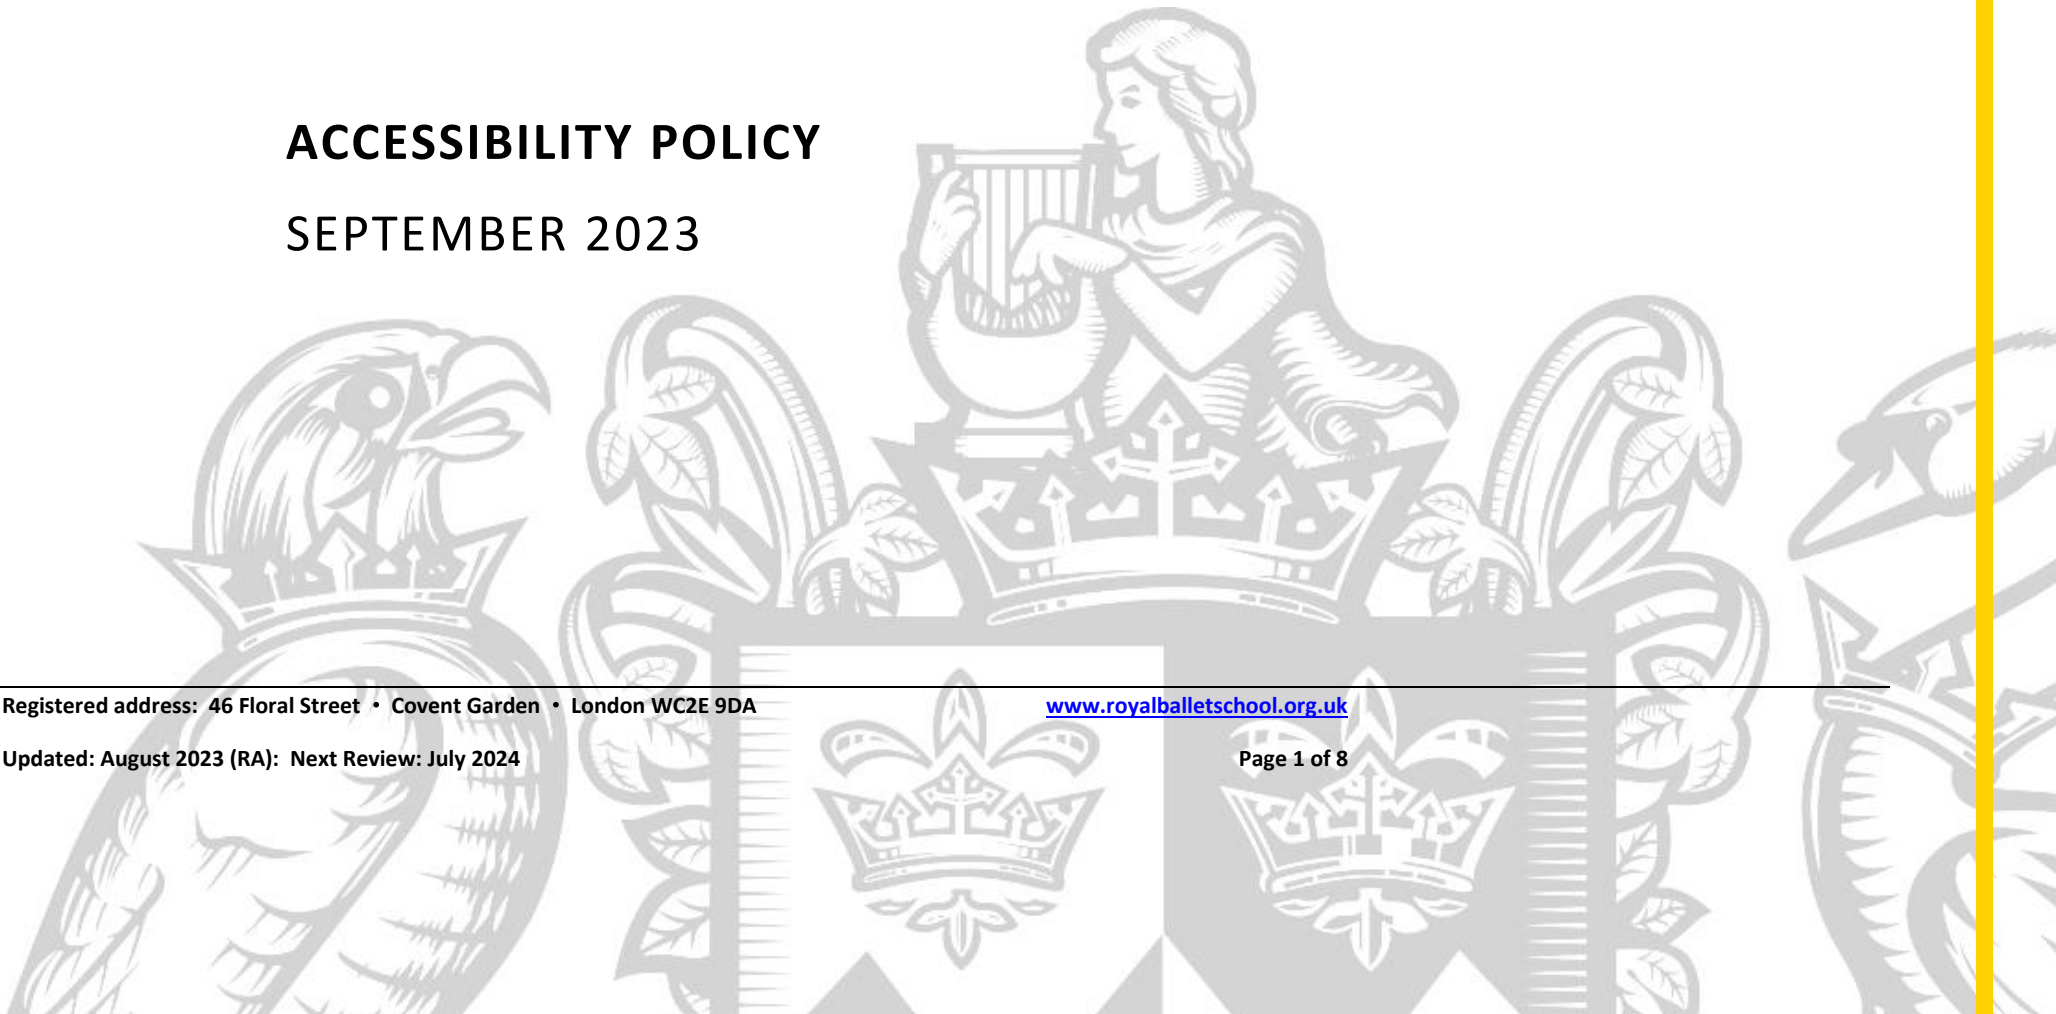 ACCESSIBILITY POLICY
SEPTEMBER 2023
Registered address: 46 Floral Street • Covent Garden • London WC2E 9DA www.royalballetschool.org.uk
Updated: August 2023 (RA): Next Review: July 2024 Page 1 of 8